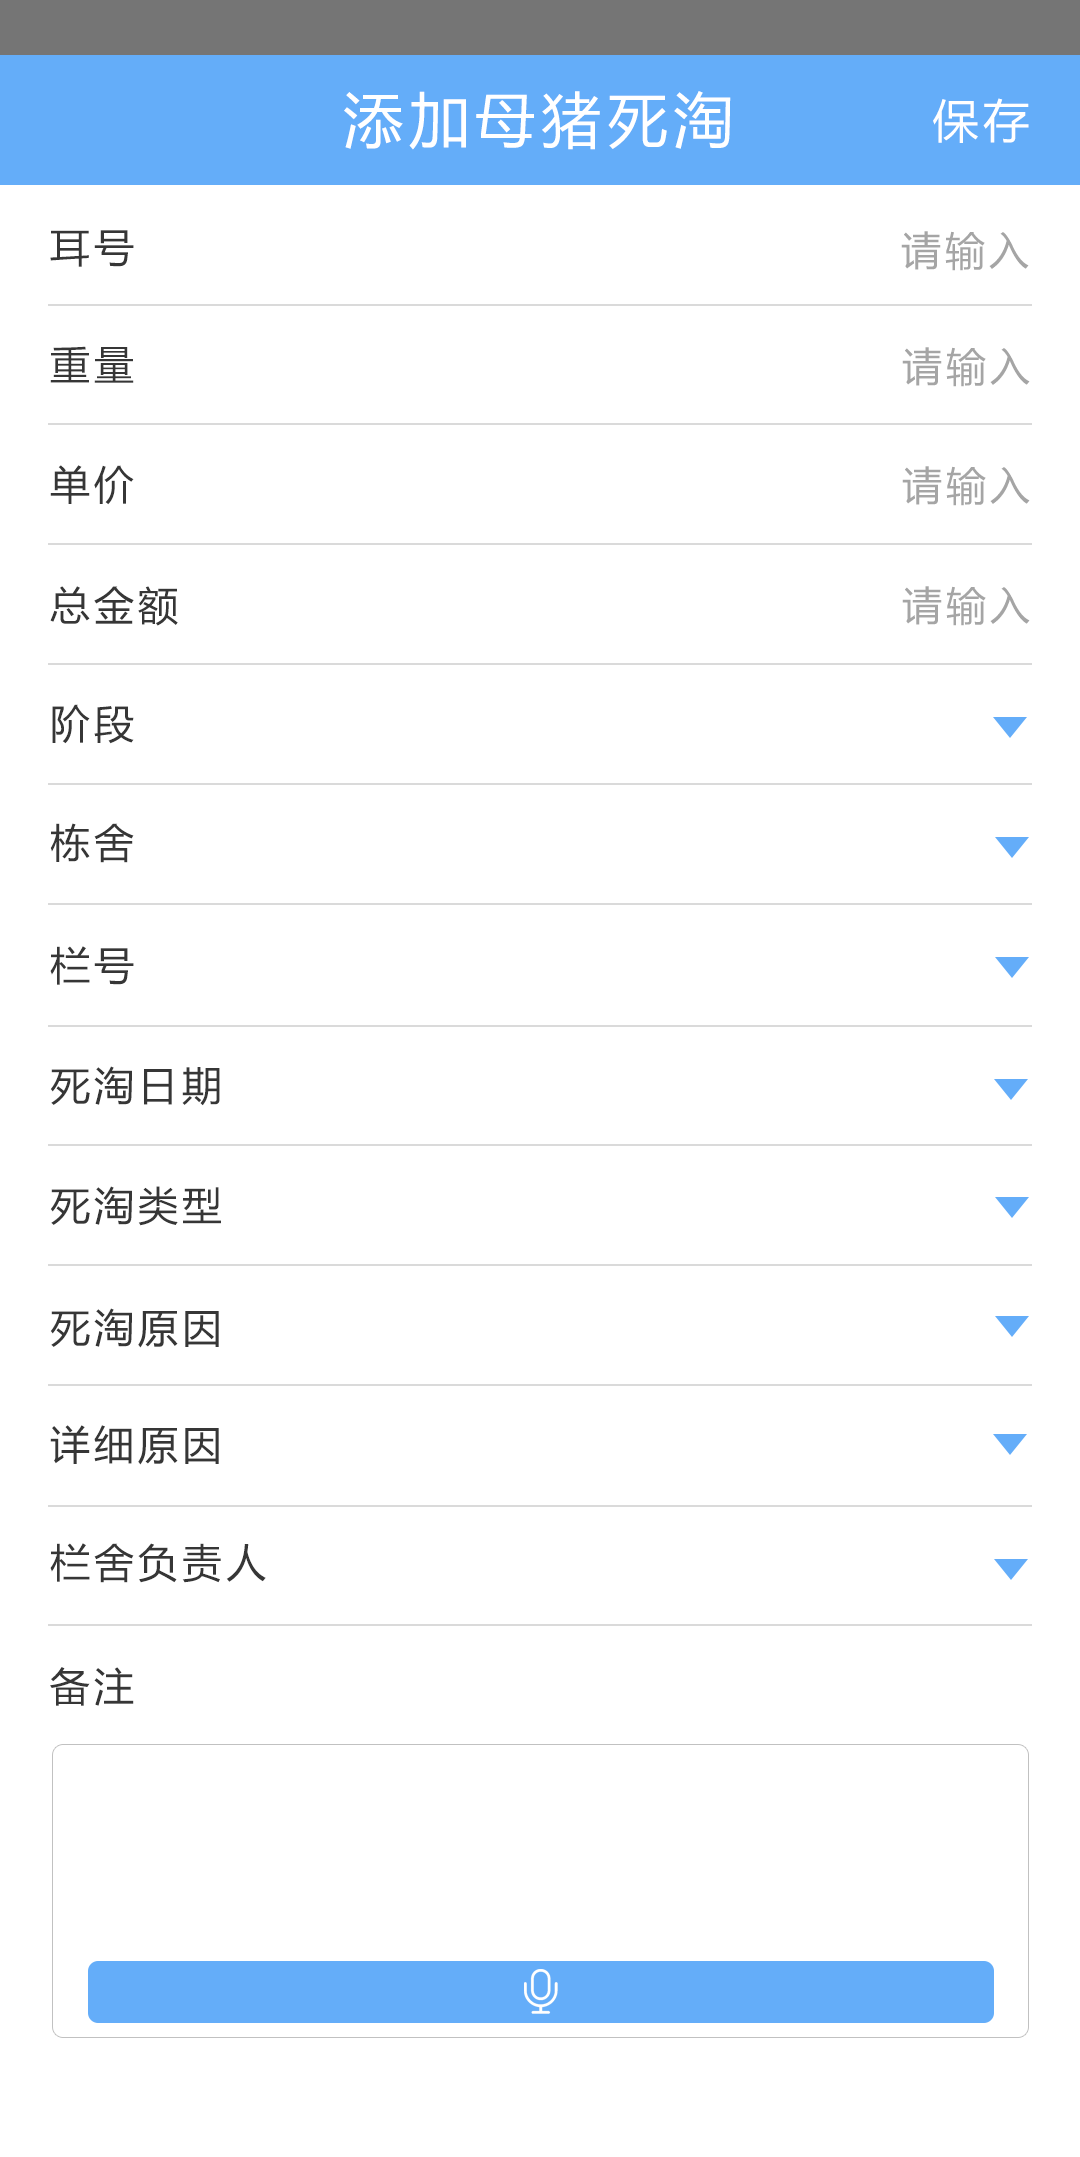 添加母猪死淘 保存
耳号 请输入
重量 请输入
单价 请输入
总金额 请输入
阶段
栋舍
栏号
死淘日期
死淘类型
死淘原因
详细原因
栏舍负责人
备注